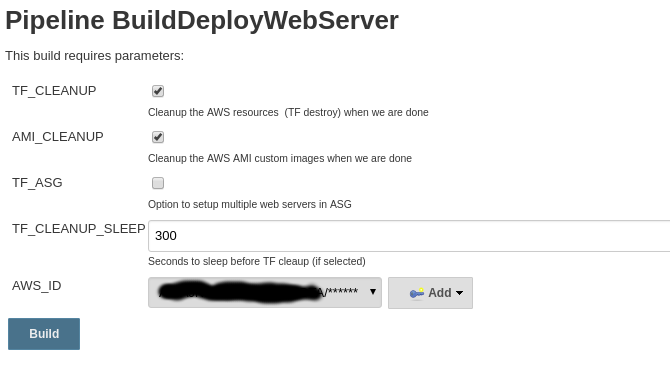 Pipeline BuildDeployWebServer
This build requires parameters:
TF_CLEANUP
Cleanup the AWS resources (TF destroy) when we are done
AMI_CLEANUP
Cleanup the AWS AMI custom images when we are done
TF_ASG
Option to setup multiple web servers in ASG
TF_CLEANUP_SLEEP 300
Seconds to sleep before TF cleaup (if selected)
AWS_ID /****** Add
Build